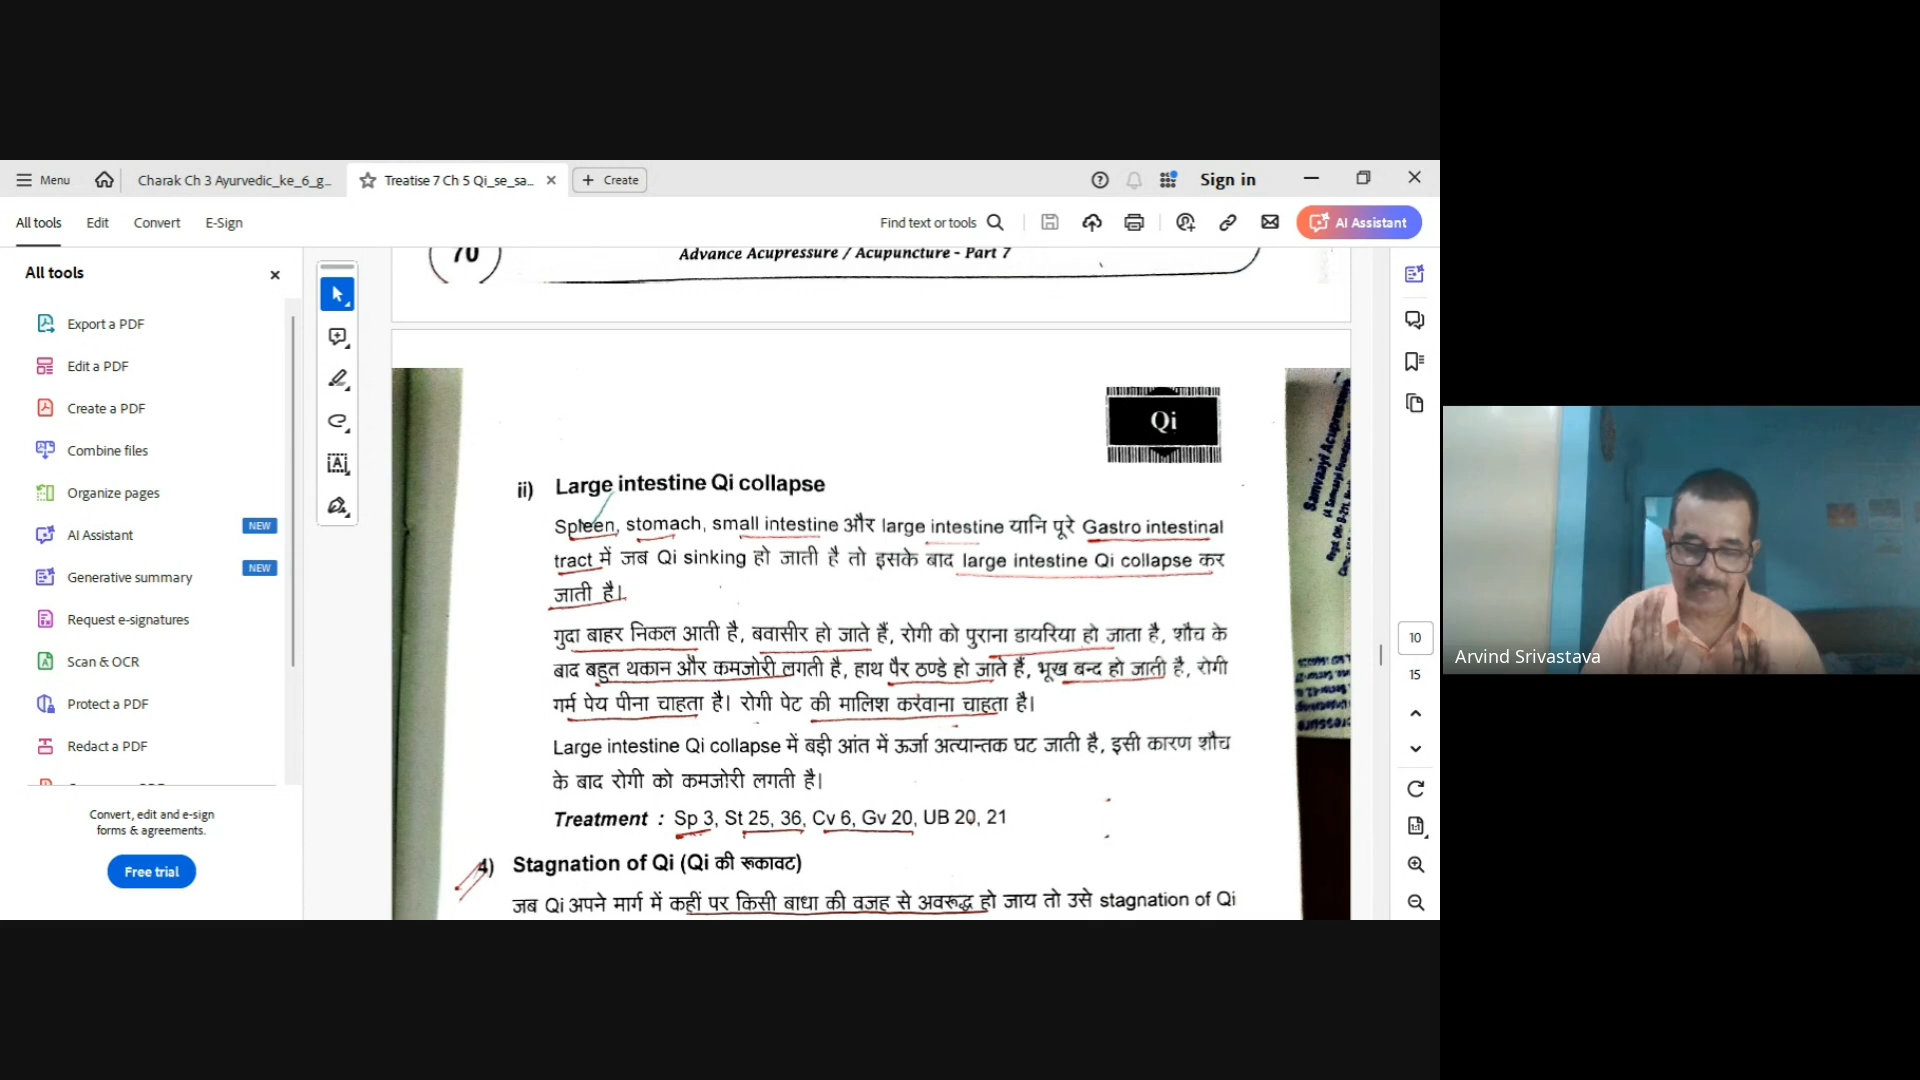 Menu
Charak Ch 3 Ayurvedic_ke_6_g...
Treatise 7 Ch 5 Qi_se_sa...
Create
Sign in
All tools
Edit
Convert
E-Sign
Find text or tools
AI Assistant
All tools
Export a PDF
Edit a PDF
Create a PDF
Combine files
Organize pages
AI Assistant
NEW
Generative summary
NEW
Request e-signatures
Scan & OCR
Protect a PDF
Redact a PDF
Convert, edit and e-sign
forms & agreements.
Free trial
70
Advance Acupressure / Acupuncture - Part 7
Qi
ii) Large intestine Qi collapse
Spleen, stomach, small intestine और large intestine यानि पूरे Gastro intestinal
tract में जब Qi sinking हो जाती है तो इसके बाद large intestine Qi collapse कर
जाती है।
गुदा बाहर निकल आती है, बवासीर हो जाते हैं, रोगी को पुराना डायरिया हो जाता है, शौच के
बाद बहुत थकान और कमजोरी लगती है, हाथ पैर ठण्डे हो जाते हैं, भूख बन्द हो जाती है, रोगी
गर्म पेय पीना चाहता है। रोगी पेट की मालिश करवाना चाहता है।
Large intestine Qi collapse में बड़ी आंत में ऊर्जा अत्यान्तक घट जाती है, इसी कारण शौच
के बाद रोगी को कमजोरी लगती है।
Treatment : Sp 3, St 25, 36, Cv 6, Gv 20, UB 20, 21
4) Stagnation of Qi (Qi की रूकावट)
जब Qi अपने मार्ग में कहीं पर किसी बाधा की वजह से अवरूद्ध हो जाय तो उसे stagnation of Qi
Samvaayi Acupressure
10
15
Arvind Srivastava